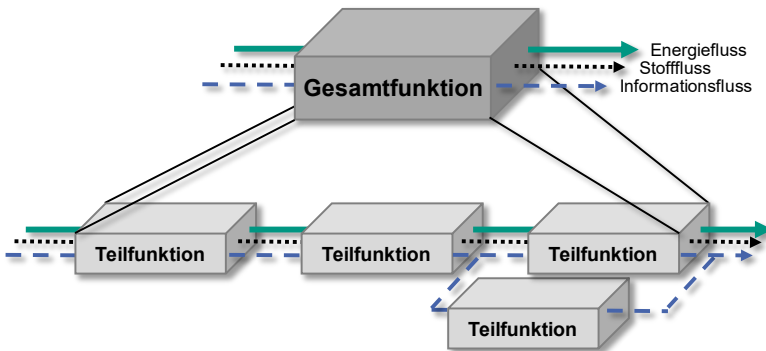 Energiefluss
Stofffluss
Informationsfluss
Gesamtfunktion
Teilfunktion
Teilfunktion
Teilfunktion
Teilfunktion